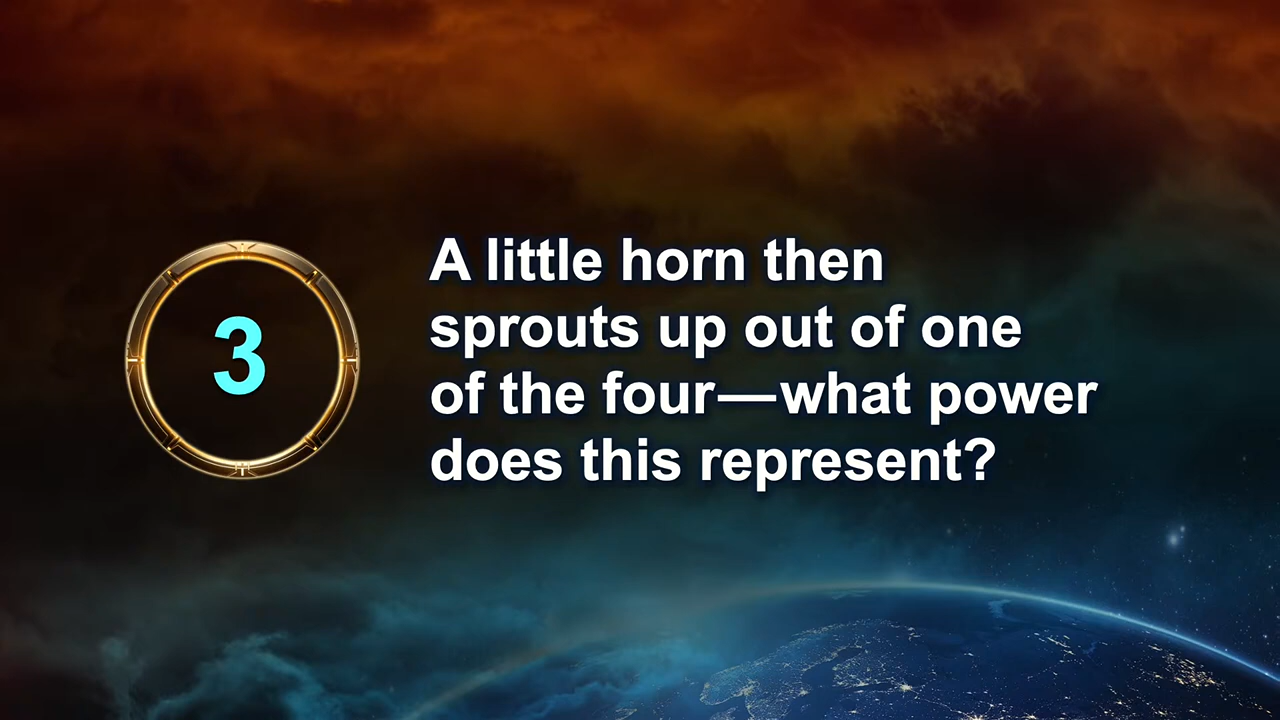 3
A little horn then
sprouts up out of one
of the four—what power
does this represent?